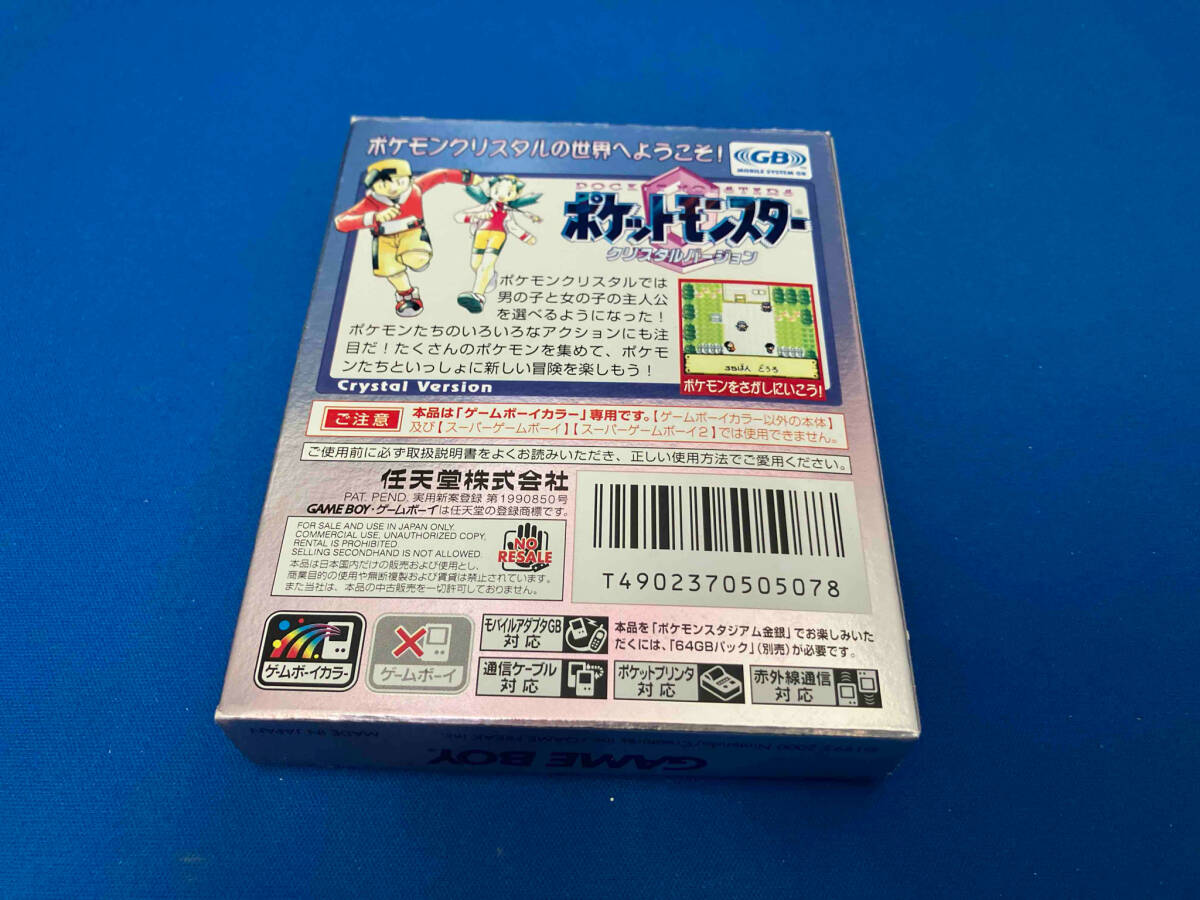 ポケモンクリスタルの世界へようこそ!
GB
MOBILE SYSTEM GB
ポケットモンスター
クリスタルバージョン
ポケモンクリスタルでは
男の子と女の子の主人公
を選べるようになった!
ポケモンたちのいろいろなアクションにも注
目だ!たくさんのポケモンを集めて、ポケモ
ンたちといっしょに新しい冒険を楽しもう!
Crystal Version
ばん どうろ
ポケモンをさがしにいこう!
ご注意
本品は「ゲームボーイカラー」専用です。【ゲームボーイカラー以外の本体】
及び【スーパーゲームボーイ】【スーパーゲームボーイ2】では使用できません。
ご使用前に必ず取扱説明書をよくお読みいただき、正しい使用方法でご愛用ください。
任天堂株式会社
PAT. PEND. 実用新案登録 第1990850号
GAME BOY・ゲームボーイは任天堂の登録商標です。
FOR SALE AND USE IN JAPAN ONLY.
COMMERCIAL USE, UNAUTHORIZED COPY,
RENTAL IS PROHIBITED.
SELLING SECONDHAND IS NOT ALLOWED.
本品は日本国内だけの販売および使用とし、
商業目的の使用や無断複製および賃貸は禁止されています。
また当社は、本品の中古販売を一切許可しておりません。
NO
RESALE
T4902370505078
ゲームボーイカラー
ゲームボーイ
モバイルアダプタGB
対応
通信ケーブル
対応
本品を「ポケモンスタジアム金銀」でお楽しみいた
だくには、「64GBパック」(別売)が必要です。
ポケットプリンタ
対応
赤外線通信
対応
MADE IN JAPAN
GAME BOY